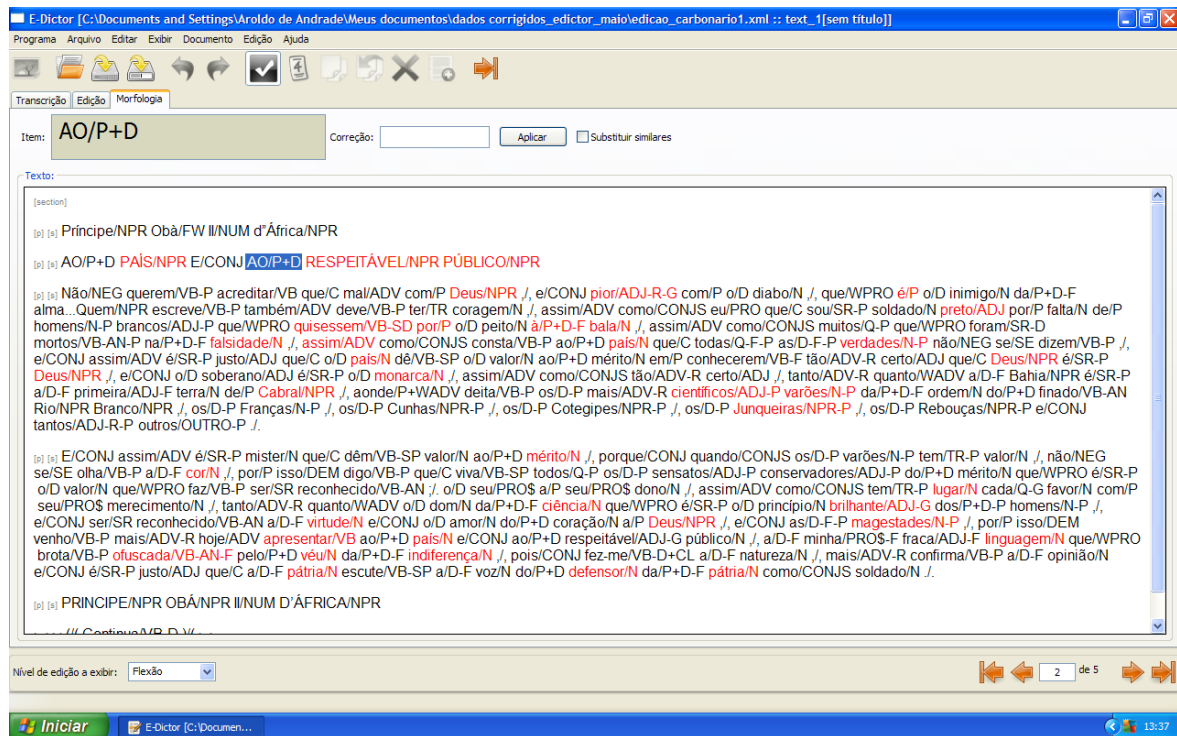 E-Dictor [C:\Documents and Settings\Aroldo de Andrade\Meus documentos\dados corrigidos_edictor_maio\edicao_carbonario1.xml :: text_1[sem título]]
Programa Arquivo Editar Exibir Documento Edição Ajuda
Transcrição Edição Morfologia
Item: AO/P+D Correção: Aplicar Substituir similares
Texto:
[section]
[p] [s] Príncipe/NPR Obà/FW II/NUM d"África/NPR
[p] [s] AO/P+D PAÍS/NPR E/CONJ AO/P+D RESPEITÁVEL/NPR PÚBLICO/NPR
[p] [s] Não/NEG querem/VB-P acreditar/VB que/C mal/ADV com/P Deus/NPR ,/, e/CONJ pior/ADJ-R-G com/P o/D diabo/N ,/, que/WPRO é/P o/D inimigo/N da/P+D-F
alma...Quem/NPR escreve/VB-P também/ADV deve/VB-P ter/TR coragem/N ,/, assim/ADV como/CONJS eu/PRO que/C sou/SR-P soldado/N preto/ADJ por/P falta/N de/P
homens/N-P brancos/ADJ-P que/WPRO quisessem/VB-SD por/P o/D peito/N à/P+D-F bala/N ,/, assim/ADV como/CONJS muitos/Q-P que/WPRO foram/SR-D
mortos/VB-AN-P na/P+D-F falsidade/N ,/, assim/ADV como/CONJS consta/VB-P ao/P+D país/N que/C todas/Q-F-P as/D-F-P verdades/N-P não/NEG se/SE dizem/VB-P ,/,
e/CONJ assim/ADV é/SR-P justo/ADJ que/C o/D país/N dê/VB-SP o/D valor/N ao/P+D mérito/N em/P conhecerem/VB-F tão/ADV-R certo/ADJ que/C Deus/NPR é/SR-P
Deus/NPR ,/, e/CONJ o/D soberano/ADJ é/SR-P o/D monarca/N ,/, assim/ADV como/CONJS tão/ADV-R certo/ADJ ,/, tanto/ADV-R quanto/WADV a/D-F Bahia/NPR é/SR-P
a/D-F primeira/ADJ-F terra/N de/P Cabral/NPR ,/, aonde/P+WADV deita/VB-P os/D-P mais/ADV-R científicos/ADJ-P varões/N-P da/P+D-F ordem/N do/P+D finado/VB-AN
Rio/NPR Branco/NPR ,/, os/D-P Franças/N-P ,/, os/D-P Cunhas/NPR-P ,/, os/D-P Cotegipes/NPR-P ,/, os/D-P Junqueiras/NPR-P ,/, os/D-P Rebouças/NPR-P e/CONJ
tantos/ADJ-R-P outros/OUTRO-P ./.
[p] [s] E/CONJ assim/ADV é/SR-P mister/N que/C dêm/VB-SP valor/N ao/P+D mérito/N ,/, porque/CONJ quando/CONJS os/D-P varões/N-P tem/TR-P valor/N ,/, não/NEG
se/SE olha/VB-P a/D-F cor/N ,/, por/P isso/DEM digo/VB-P que/C viva/VB-SP todos/Q-P os/D-P sensatos/ADJ-P conservadores/ADJ-P do/P+D mérito/N que/WPRO é/SR-P
o/D valor/N que/WPRO faz/VB-P ser/SR reconhecido/VB-AN ;/. o/D seu/PRO$ a/P seu/PRO$ dono/N ,/, assim/ADV como/CONJS tem/TR-P lugar/N cada/Q-G favor/N com/P
seu/PRO$ merecimento/N ,/, tanto/ADV-R quanto/WADV o/D dom/N da/P+D-F ciência/N que/WPRO é/SR-P o/D princípio/N brilhante/ADJ-G dos/P+D-P homens/N-P ,/,
e/CONJ ser/SR reconhecido/VB-AN a/D-F virtude/N e/CONJ o/D amor/N do/P+D coração/N a/P Deus/NPR ,/, e/CONJ as/D-F-P magestades/N-P ,/, por/P isso/DEM
venho/VB-P mais/ADV-R hoje/ADV apresentar/VB ao/P+D país/N e/CONJ ao/P+D respeitável/ADJ-G público/N ,/, a/D-F minha/PRO$-F fraca/ADJ-F linguagem/N que/WPRO
brota/VB-P ofuscada/VB-AN-F pelo/P+D véu/N da/P+D-F indiferença/N ,/, pois/CONJ fez-me/VB-D+CL a/D-F natureza/N ,/, mais/ADV-R confirma/VB-P a/D-F opinião/N
e/CONJ é/SR-P justo/ADJ que/C a/D-F pátria/N escute/VB-SP a/D-F voz/N do/P+D defensor/N da/P+D-F pátria/N como/CONJS soldado/N ./.
[p] [s] PRINCIPE/NPR OBÁ/NPR II/NUM D'ÁFRICA/NPR
(/( Continua/VB-D )/(
Nível de edição a exibir: Flexão 2 de 5
Iniciar E-Dictor [C:\Documen... 13:37